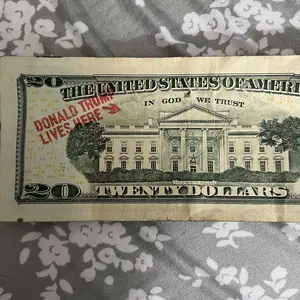 20
THE UNITED STATES OF AMERI
IN GOD WE TRUST
DONALD TRUMP
LIVES HERE
20
TWENTY DOLLARS